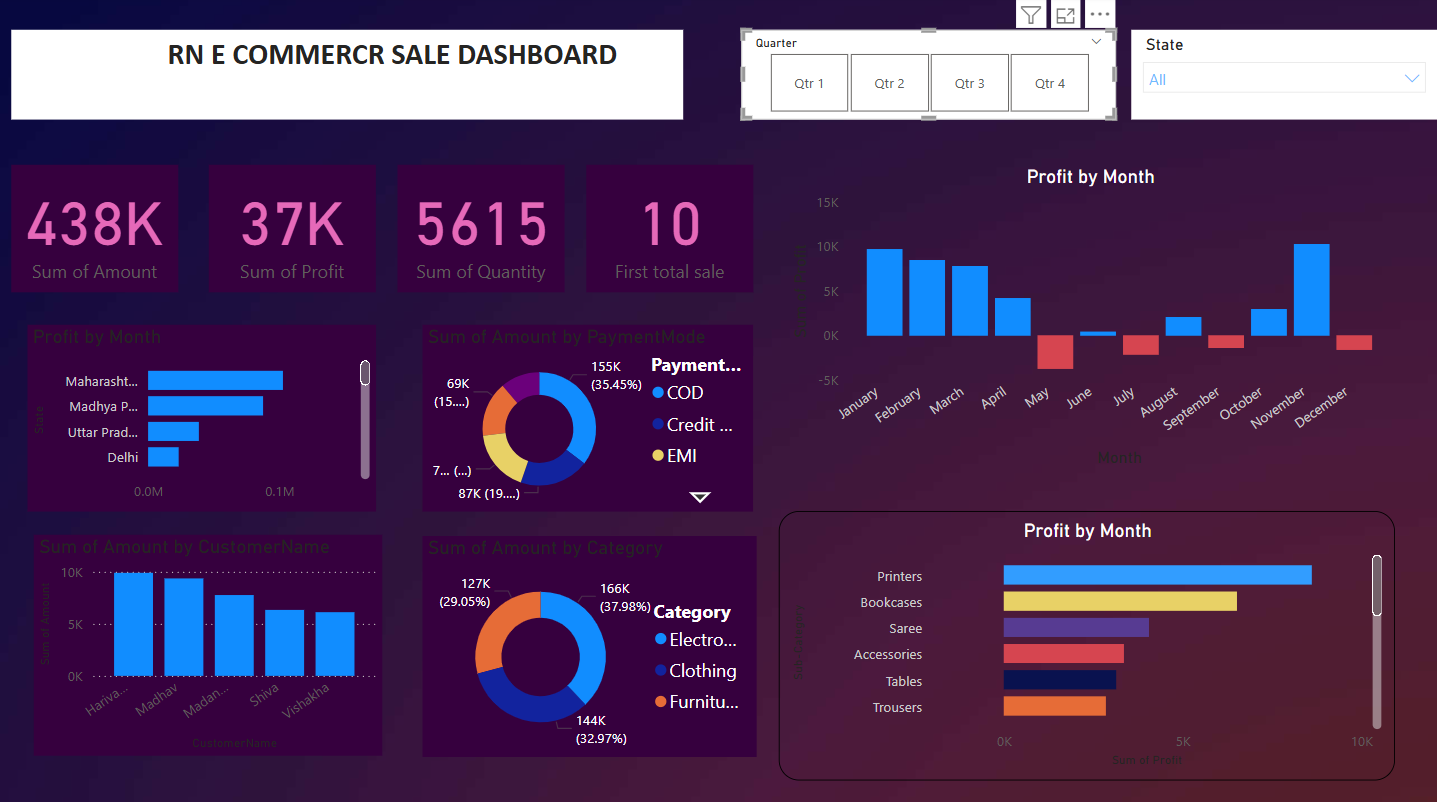 RN E COMMERCR SALE DASHBOARD
Quarter
Qtr 1
Qtr 2
Qtr 3
Qtr 4
State
All
438K
Sum of Amount
37K
Sum of Profit
5615
Sum of Quantity
10
First total sale
Profit by Month
15K
10K
5K
0K
-5K
January
February
March
April
May
June
July
August
September
October
November
December
Month
Profit by Month
State
Maharasht...
Madhya P...
Uttar Prad...
Delhi
0.0M
0.1M
Sum of Amount by PaymentMode
155K
(35.45%)
69K
(15....)
7... (...)
87K (19....)
Payment...
COD
Credit ...
EMI
Sum of Amount by CustomerName
Sum of Amount
10K
5K
0K
Hariva...
Madhav
Madan...
Shiva
Vishakha
CustomerName
Sum of Amount by Category
127K
(29.05%)
166K
(37.98%)
144K
(32.97%)
Category
Electro...
Clothing
Furnitu...
Profit by Month
Sub-Category
Printers
Bookcases
Saree
Accessories
Tables
Trousers
0K
5K
10K
Sum of Profit